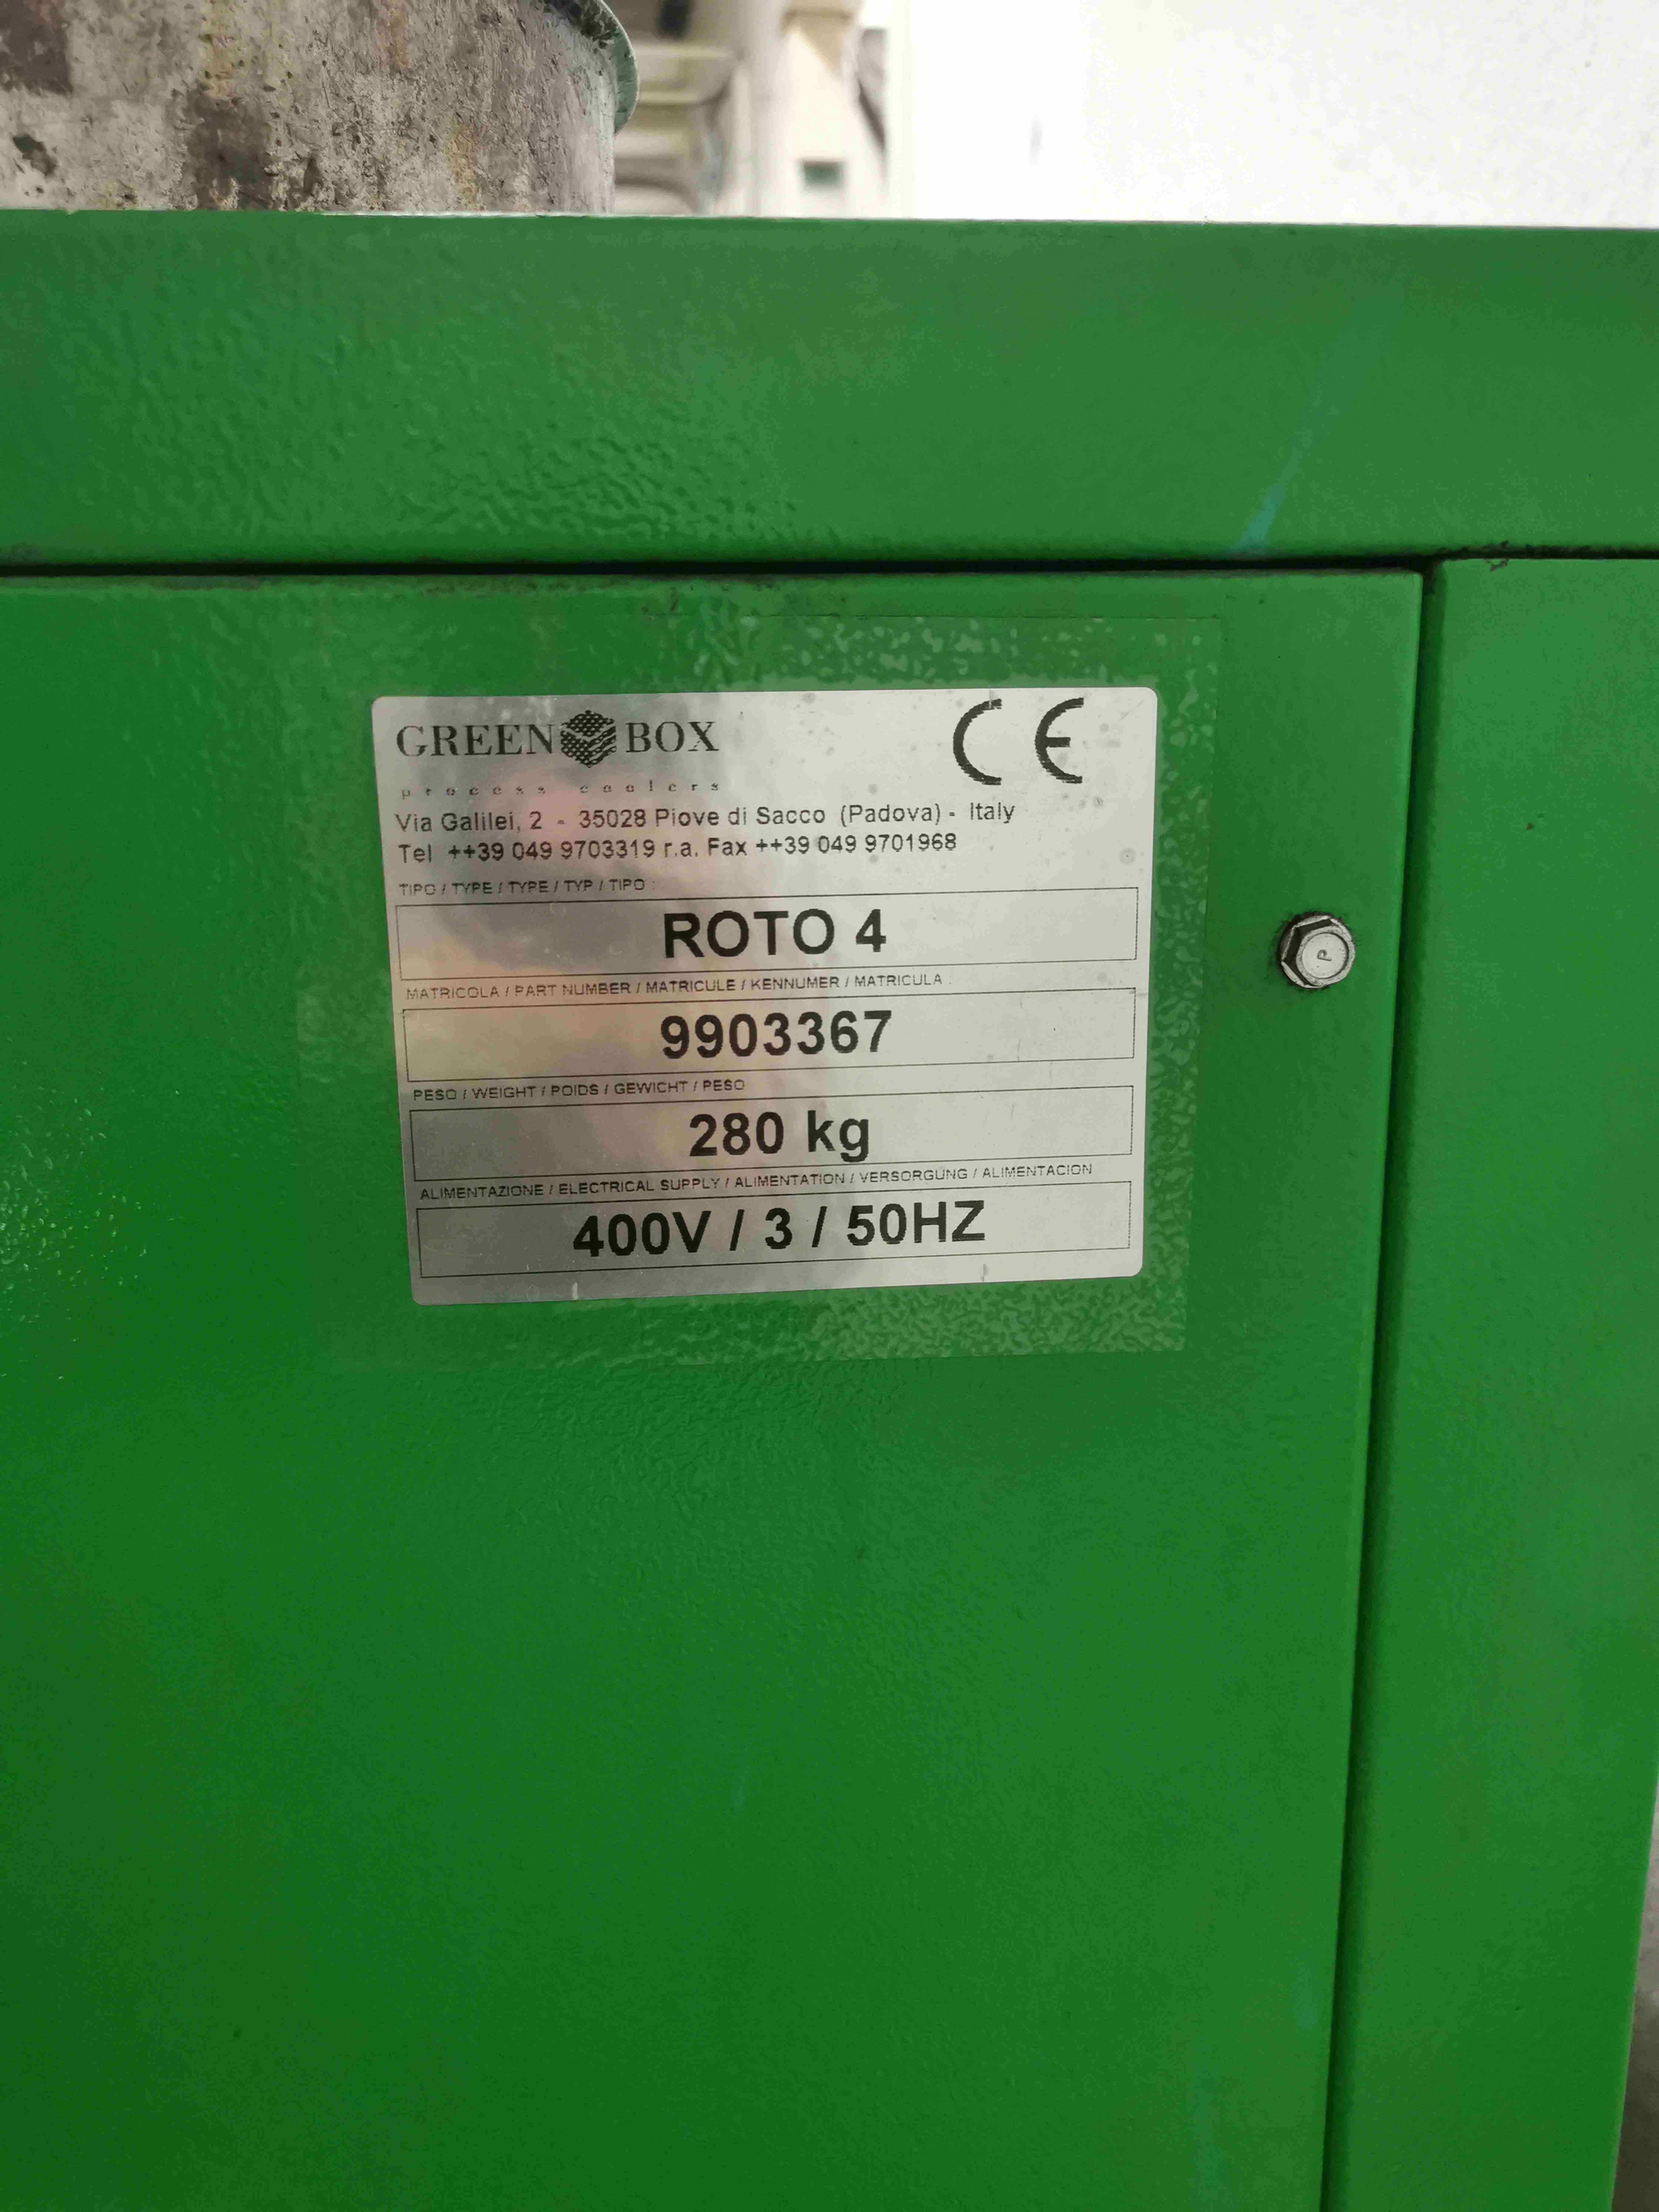 GREEN BOX
process coolers
CE
Via Galilei, 2 - 35028 Piove di Sacco (Padova) - Italy
Tel ++39 049 9703319 r.a. Fax ++39 049 9701968
TIPO / TYPE / TYPE / TYP / TIPO :
ROTO 4
MATRICOLA / PART NUMBER / MATRICULE / KENNUMER / MATRICULA :
9903367
PESO / WEIGHT / POIDS / GEWICHT / PESO
280 kg
ALIMENTAZIONE / ELECTRICAL SUPPLY / ALIMENTATION / VERSORGUNG / ALIMENTACION
400V / 3 / 50HZ
P